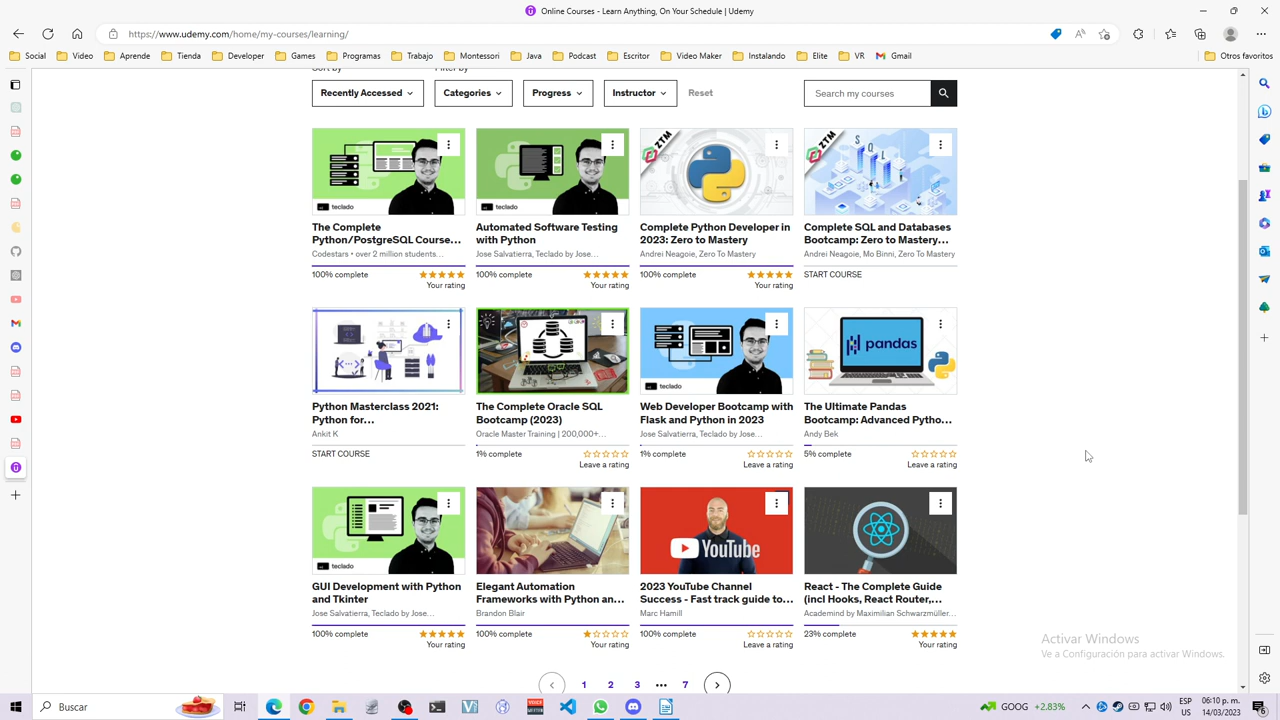 Online Courses - Learn Anything, On Your Schedule | Udemy
https://www.udemy.com/home/my-courses/learning/
Social Video Aprende Tienda Developer Games Programas Trabajo Montessori Java Podcast Escritor Video Maker Instalando Elite VR Gmail Otros favoritos
Recently Accessed Categories Progress Instructor Reset Search my courses
teclado
teclado
ZTM
ZTM
SQL
The Complete
Python/PostgreSQL Course...
Codestars • over 2 million students...
100% complete
Your rating
Automated Software Testing
with Python
Jose Salvatierra, Teclado by Jose...
100% complete
Your rating
Complete Python Developer in
2023: Zero to Mastery
Andrei Neagoie, Zero To Mastery
100% complete
Your rating
Complete SQL and Databases
Bootcamp: Zero to Mastery...
Andrei Neagoie, Mo Binni, Zero To Mastery
START COURSE
teclado
pandas
Python Masterclass 2021:
Python for...
Ankit K
START COURSE
The Complete Oracle SQL
Bootcamp (2023)
Oracle Master Training | 200,000+...
1% complete
Leave a rating
Web Developer Bootcamp with
Flask and Python in 2023
Jose Salvatierra, Teclado by Jose...
1% complete
Leave a rating
The Ultimate Pandas
Bootcamp: Advanced Pytho...
Andy Bek
5% complete
Leave a rating
teclado
YouTube
GUI Development with Python
and Tkinter
Jose Salvatierra, Teclado by Jose...
100% complete
Your rating
Elegant Automation
Frameworks with Python an...
Brandon Blair
100% complete
Your rating
2023 YouTube Channel
Success - Fast track guide to...
Marc Hamill
100% complete
Leave a rating
React - The Complete Guide
(incl Hooks, React Router,...
Academind by Maximilian Schwarzmüller...
23% complete
Your rating
Activar Windows
Ve a Configuración para activar Windows.
1 2 3 ... 7
Buscar
GOOG +2.83%
ESP
US
06:10 p. m.
14/03/2023